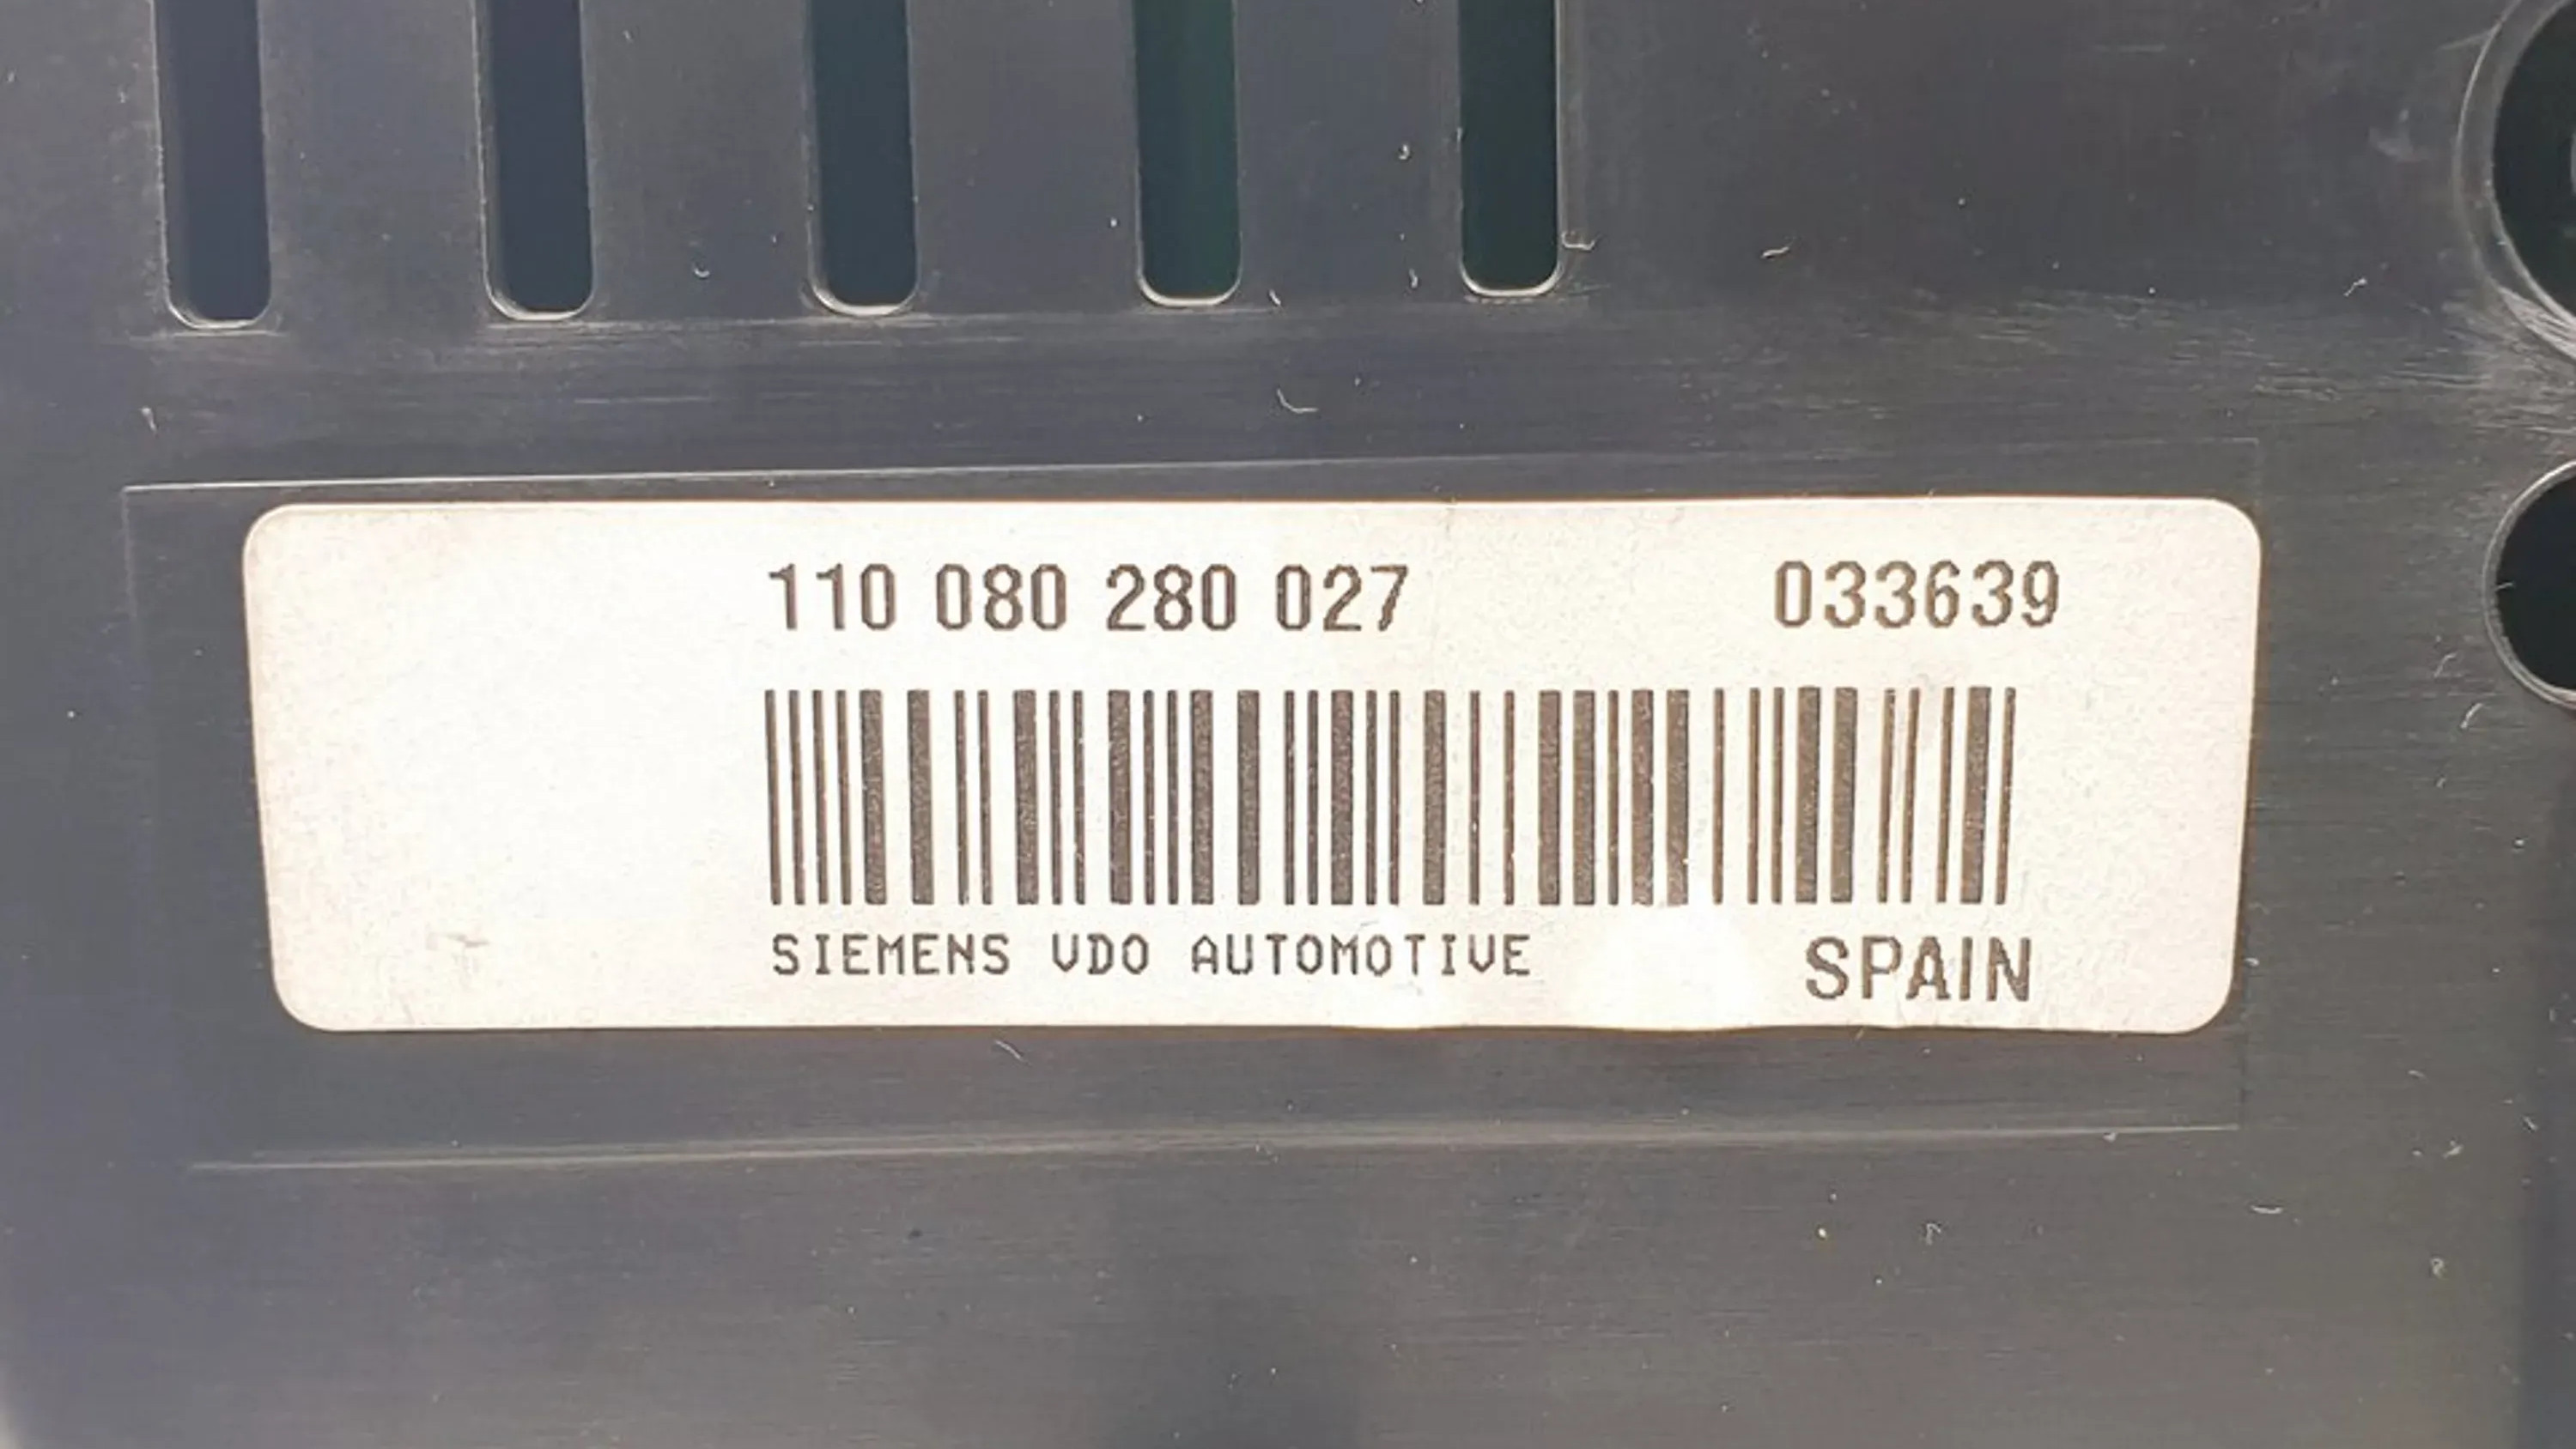 110 080 280 027 033639
SIEMENS VDO AUTOMOTIVE SPAIN